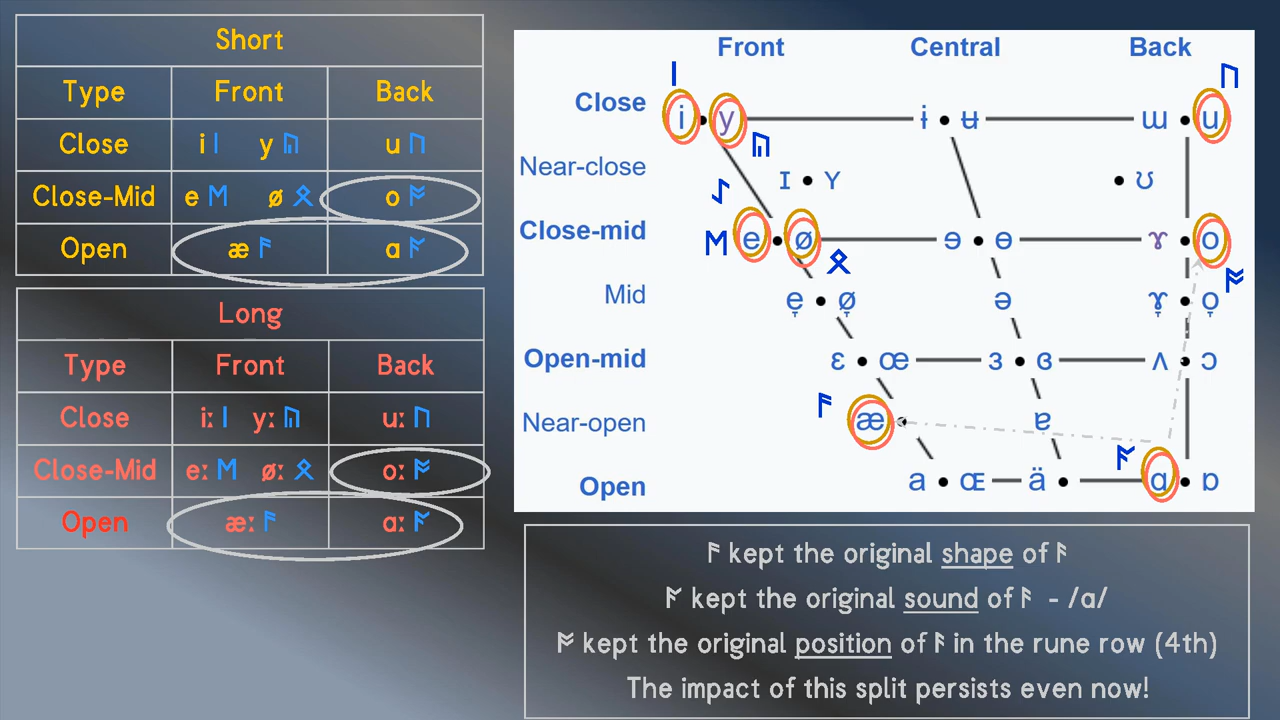 Short
Type Front Back
Close i ᛁ y ᚣ u ᚢ
Close-Mid e ᛖ ø ᛟ o ᚩ
Open æ ᚫ ɑ ᚪ
Long
Type Front Back
Close iː ᛁ yː ᚣ uː ᚢ
Close-Mid eː ᛖ øː ᛟ oː ᚩ
Open æː ᚫ ɑː ᚪ
Front Central Back
ᛁ ᚢ
Close i y ɨ ʉ ɯ u
ᚣ
Near-close ɪ ʏ ʊ
ᛇ
Close-mid ᛖ e ø ɘ ɵ ɤ o
ᛟ ᚩ
Mid e̞ ø̞ ə ɤ̞ o̞
Open-mid ɛ œ ɜ ɞ ʌ ɔ
Near-open ᚫ æ ɐ
ᚪ
Open a ɶ ä ɑ ɒ
ᚫ kept the original shape of ᚫ
ᚪ kept the original sound of ᚫ - /ɑ/
ᚩ kept the original position of ᚫ in the rune row (4th)
The impact of this split persists even now!